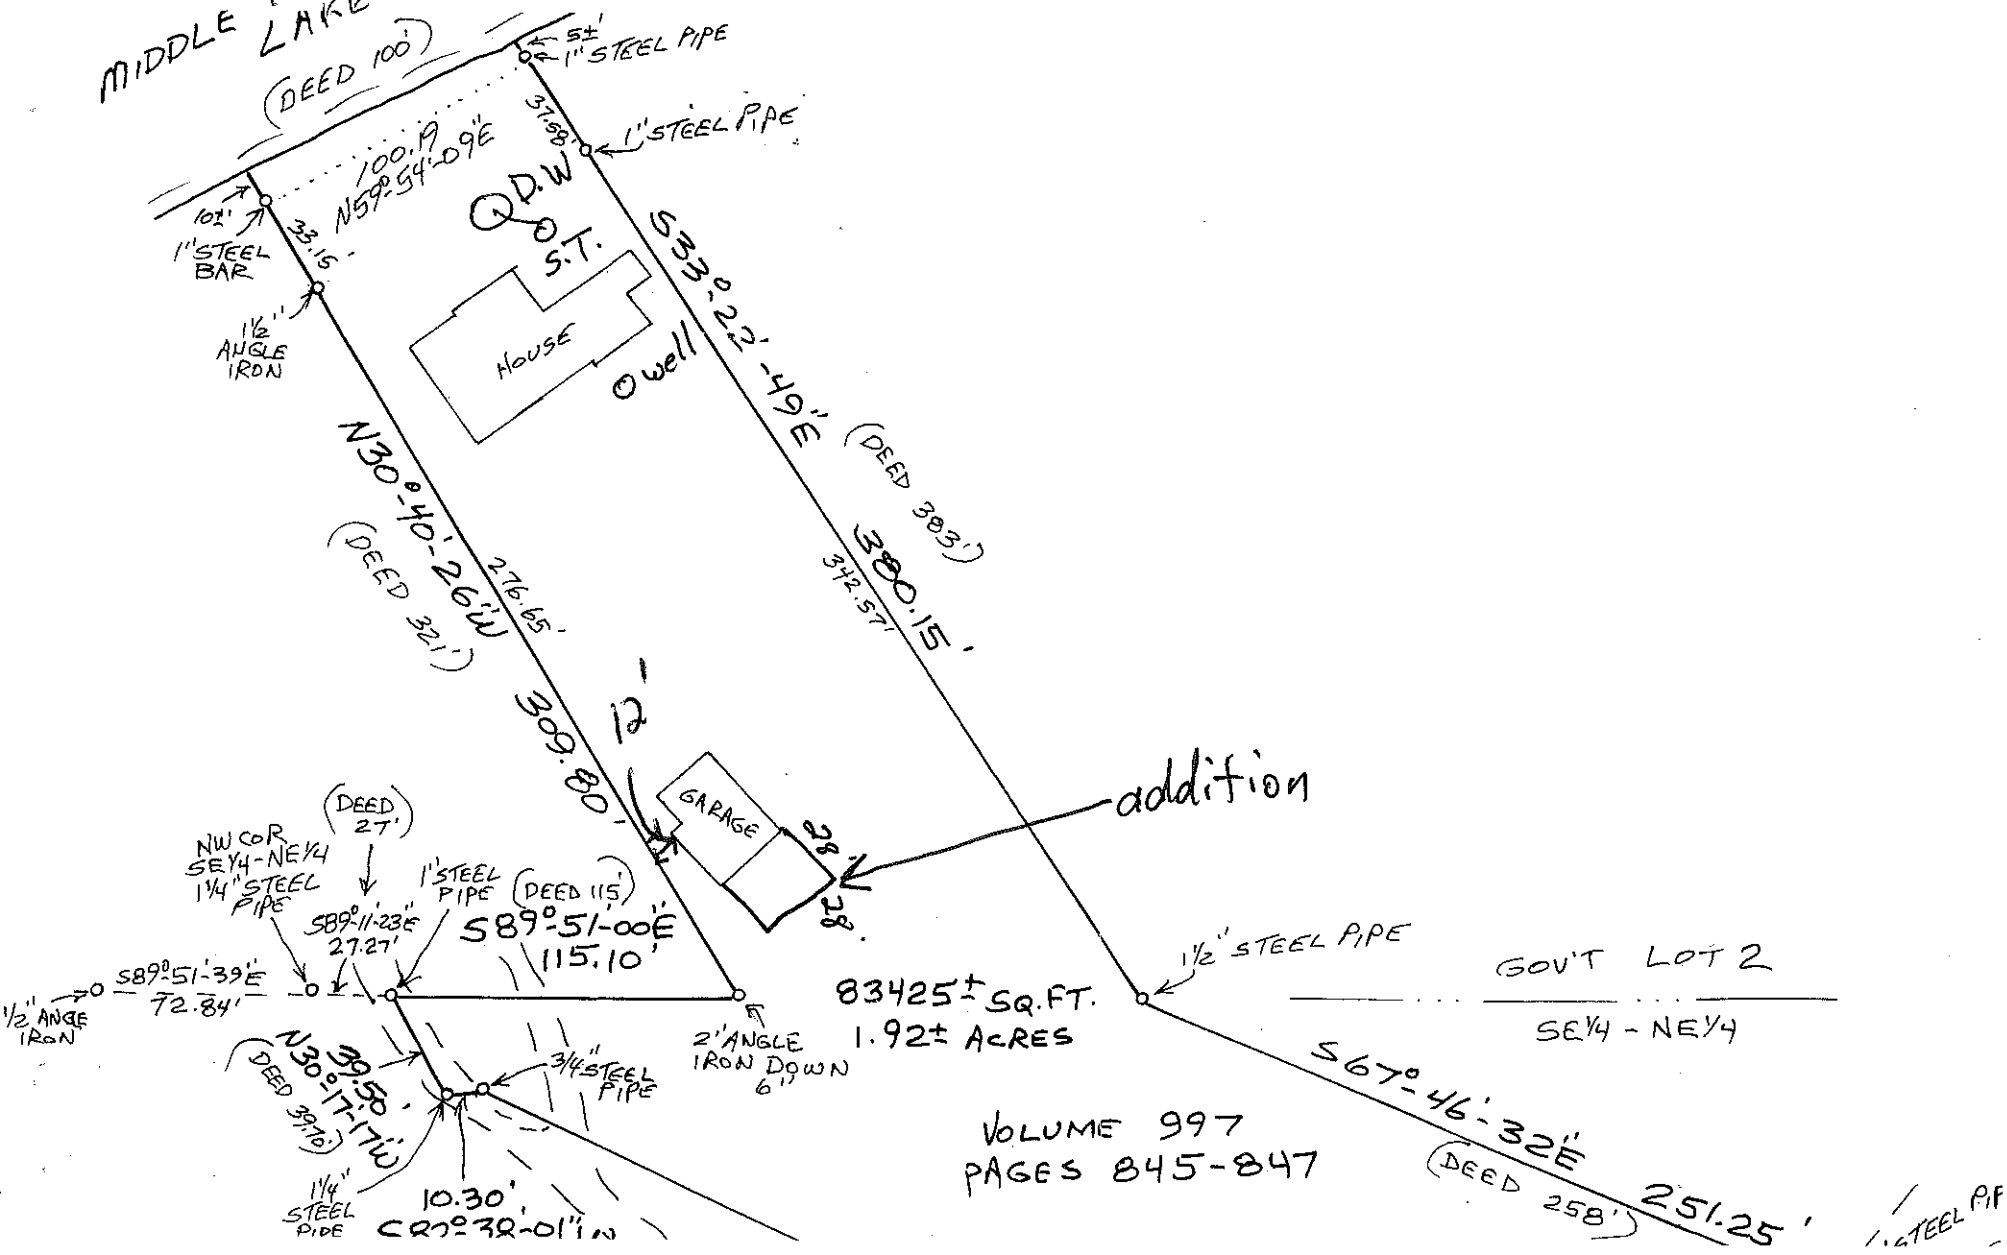 MIDDLE LAKE
(DEED 100')
5±'
1" STEEL PIPE
37.58'
1" STEEL PIPE
100.19
N59°-54'-09"E
D.W
S.T.
10±'
1" STEEL
BAR
33.15'
1½"
ANGLE
IRON
HOUSE
O well
S33°-22'-49"E
(DEED 383')
380.15'
342.57'
N30°-40'-26"W
(DEED 321')
276.65'
309.80'
12'
GARAGE
28'
28'
addition
NW COR
SE¼-NE¼
1¼" STEEL
PIPE
(DEED
27')
S89°-11'-23"E
27.27'
1" STEEL
PIPE
(DEED 115')
S89°-51'-00"E
115.10'
S89°51'-39"E
72.84'
½" ANGE
IRON
2" ANGLE
IRON DOWN
6"
83425± SQ.FT.
1.92± ACRES
1½" STEEL PIPE
GOV'T LOT 2
SE¼ - NE¼
39.50'
N30°-17'-17"W
(DEED 39.70')
3/4" STEEL
PIPE
1¼"
STEEL
PIPE
10.30'
VOLUME 997
PAGES 845-847
S67°-46'-32"E
(DEED 258')
251.25'
STEEL PIP